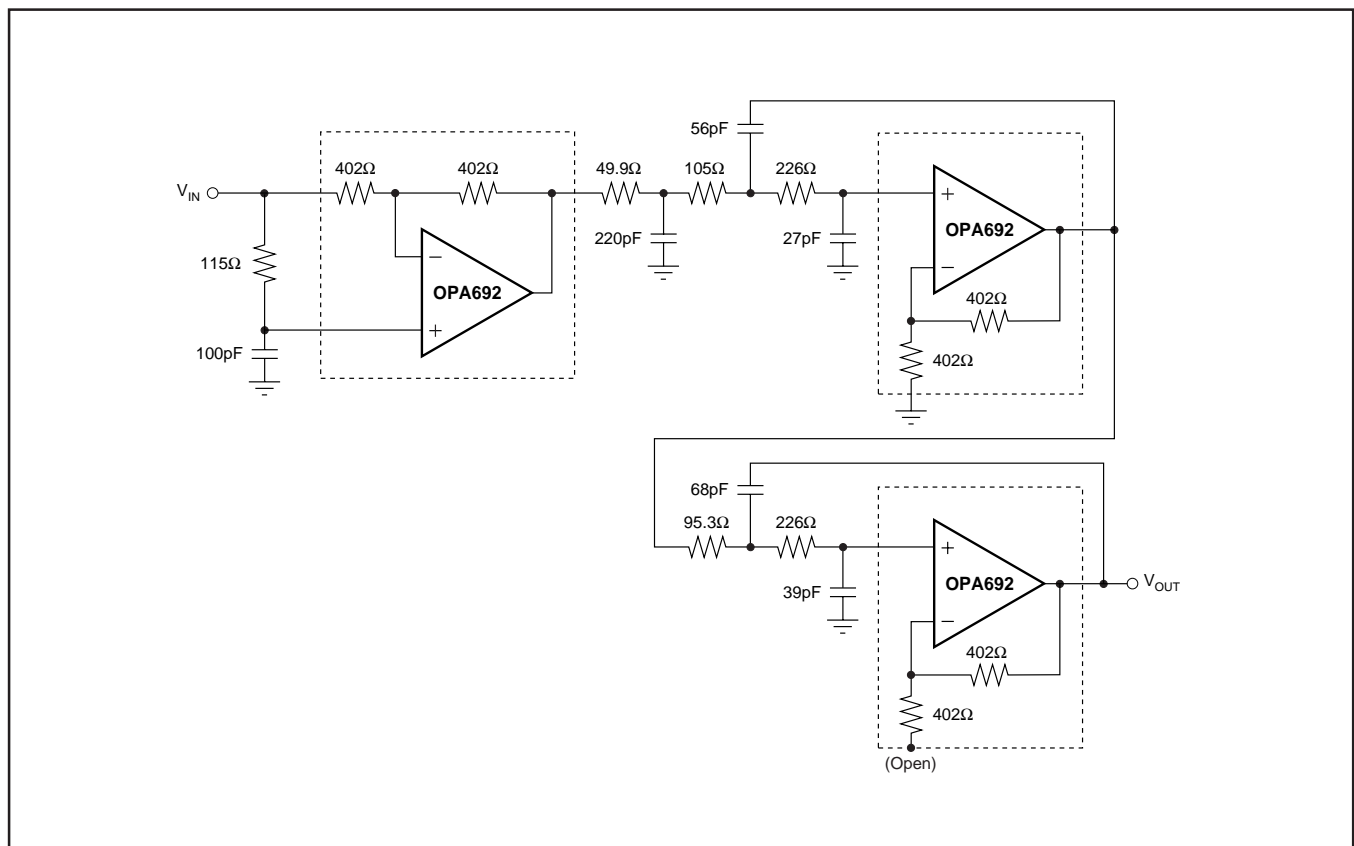 V_IN
402Ω
402Ω
115Ω
100pF
−
+
OPA692
49.9Ω
220pF
105Ω
56pF
226Ω
27pF
+
−
OPA692
402Ω
402Ω
95.3Ω
68pF
226Ω
39pF
+
−
OPA692
402Ω
402Ω
(Open)
V_OUT